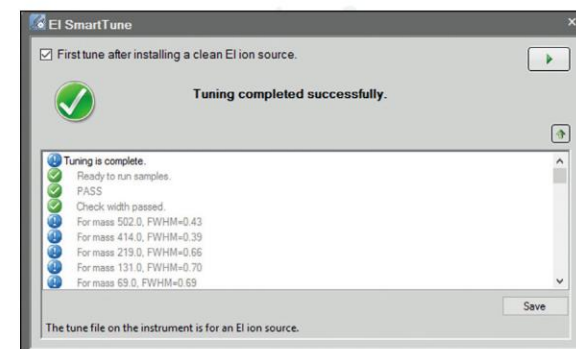 EI SmartTune
First tune after installing a clean EI ion source.
Tuning completed successfully.
Tuning is complete.
Ready to run samples.
PASS
Check width passed.
For mass 502.0, FWHM=0.43
For mass 414.0, FWHM=0.39
For mass 219.0, FWHM=0.66
For mass 131.0, FWHM=0.70
For mass 69.0, FWHM=0.69
Save
The tune file on the instrument is for an EI ion source.